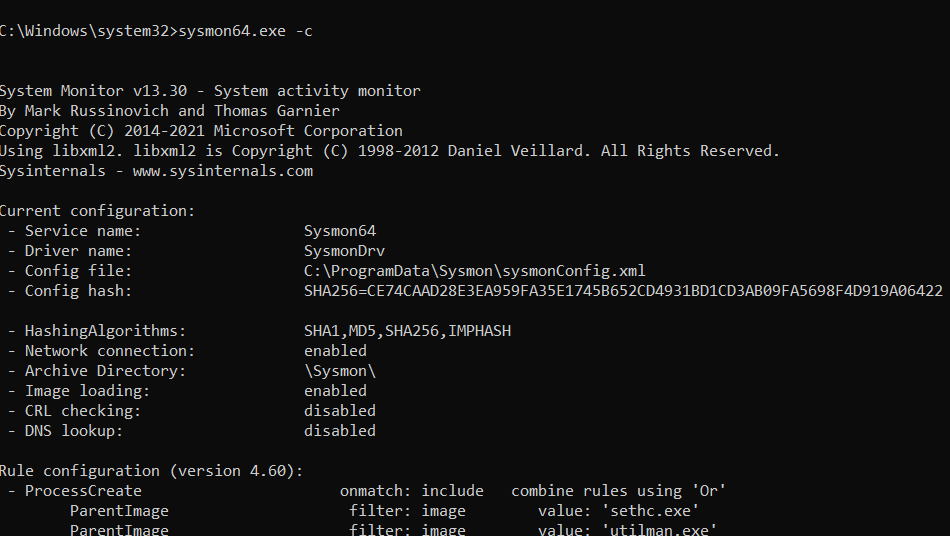 C:\Windows\system32>sysmon64.exe -c
System Monitor v13.30 - System activity monitor
By Mark Russinovich and Thomas Garnier
Copyright (C) 2014-2021 Microsoft Corporation
Using libxml2. libxml2 is Copyright (C) 1998-2012 Daniel Veillard. All Rights Reserved.
Sysinternals - www.sysinternals.com
Current configuration:
- Service name: Sysmon64
- Driver name: SysmonDrv
- Config file: C:\ProgramData\Sysmon\sysmonConfig.xml
- Config hash: SHA256=CE74CAAD28E3EA959FA35E1745B652CD4931BD1CD3AB09FA5698F4D919A06422
- HashingAlgorithms: SHA1,MD5,SHA256,IMPHASH
- Network connection: enabled
- Archive Directory: \Sysmon\
- Image loading: enabled
- CRL checking: disabled
- DNS lookup: disabled
Rule configuration (version 4.60):
- ProcessCreate onmatch: include combine rules using 'Or'
ParentImage filter: image value: 'sethc.exe'
ParentImage filter: image value: 'utilman.exe'